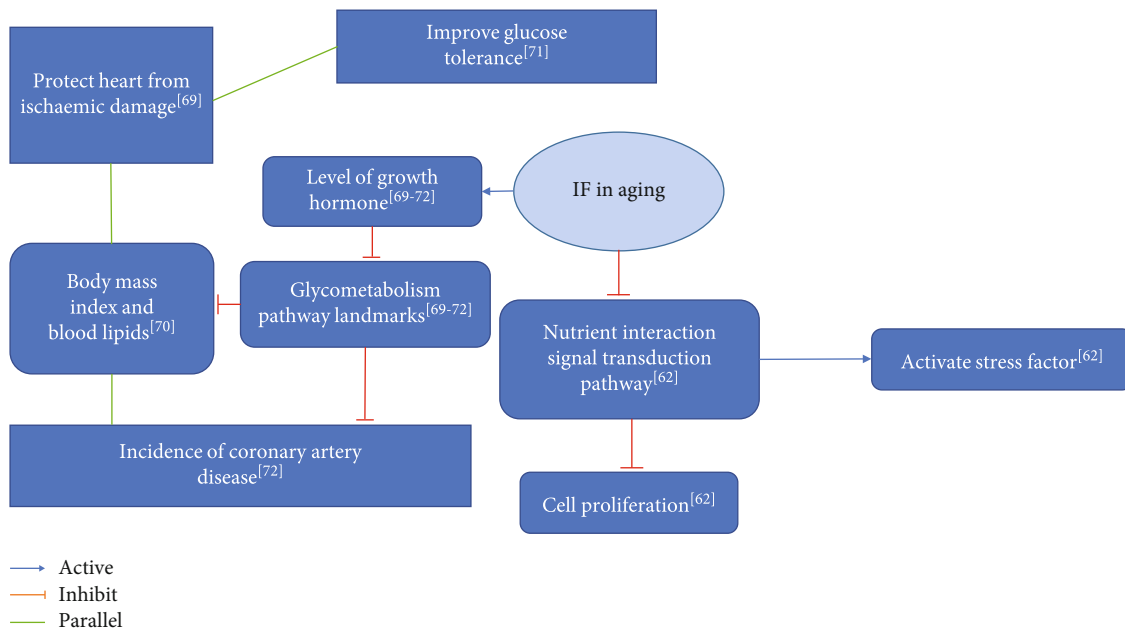 Improve glucose
tolerance[71]
Protect heart from
ischaemic damage[69]
Level of growth
hormone[69-72]
IF in aging
Body mass
index and
blood lipids[70]
Glycometabolism
pathway landmarks[69-72]
Nutrient interaction
signal transduction
pathway[62]
Activate stress factor[62]
Incidence of coronary artery
disease[72]
Cell proliferation[62]
Active
Inhibit
Parallel